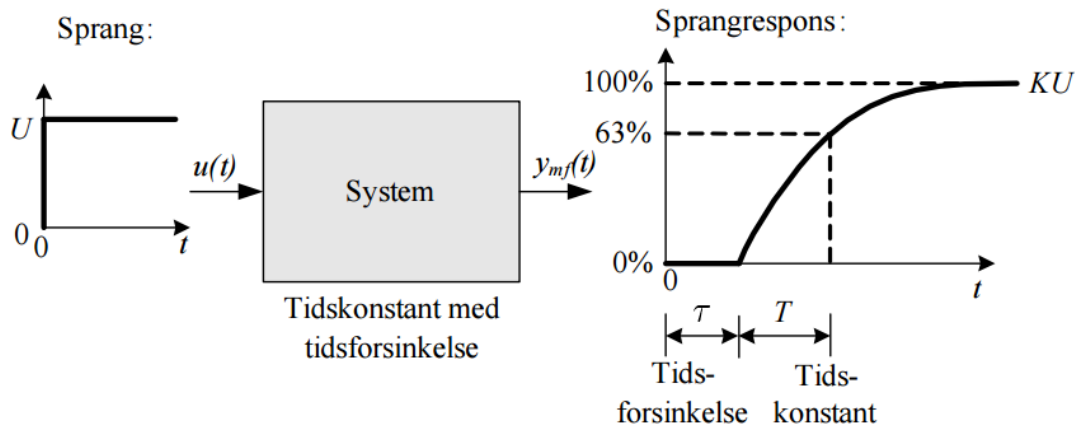 Sprang:
U
0
0
t
u(t)
System
y_mf(t)
Tidskonstant med
tidsforsinkelse
Sprangrespons:
100%
63%
0%
KU
0
t
τ
T
Tids-
forsinkelse
Tids-
konstant